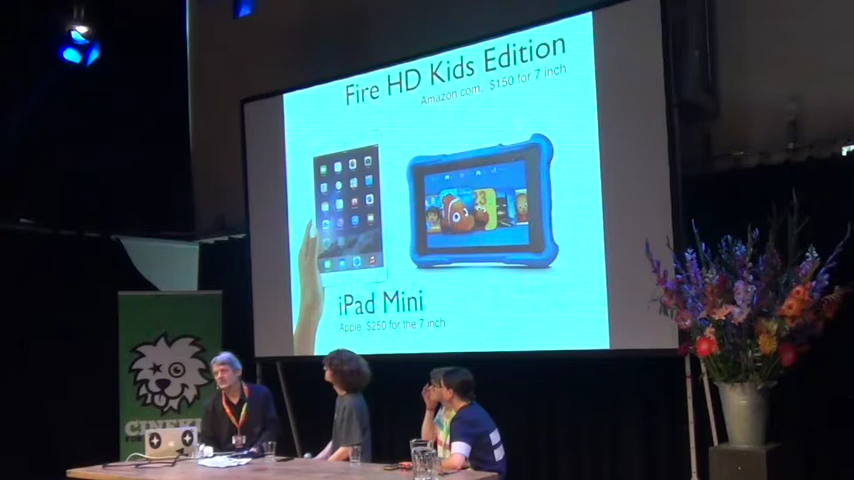 Fire HD Kids Edition
Amazon.com. $150 for 7 inch
iPad Mini
Apple $250 for the 7 inch